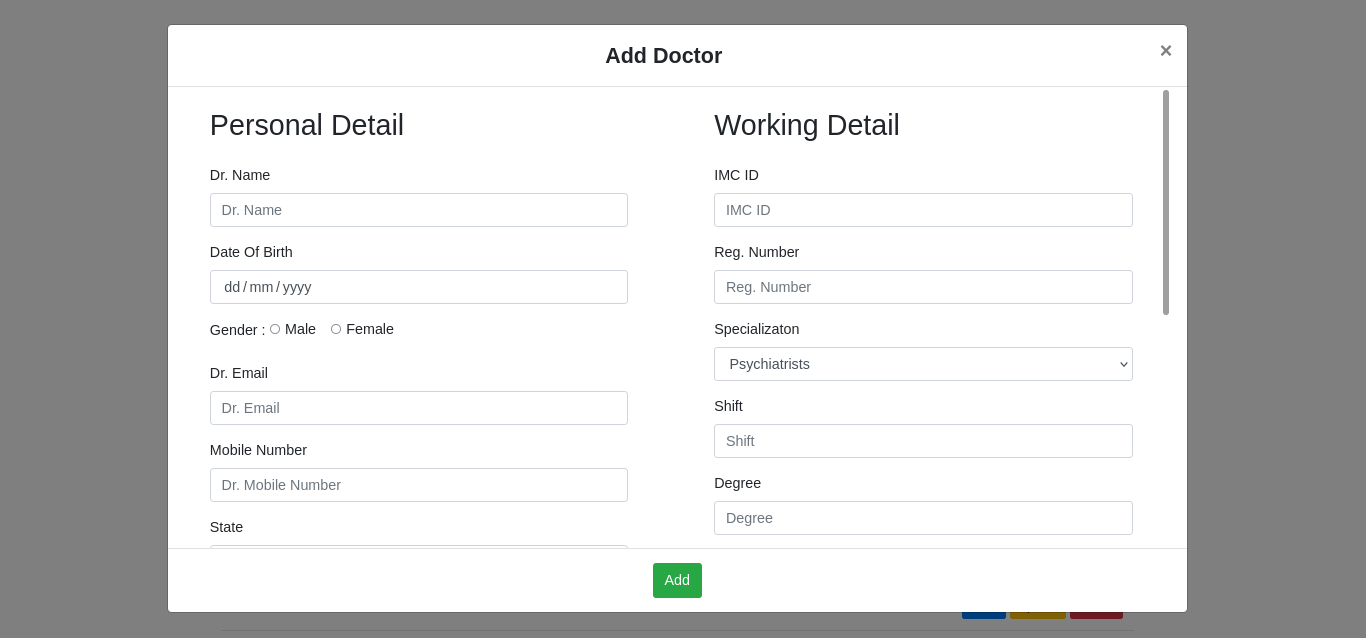 Add Doctor
×
Personal Detail
Dr. Name
Dr. Name
Date Of Birth
dd/mm/yyyy
Gender : Male Female
Dr. Email
Dr. Email
Mobile Number
Dr. Mobile Number
State
Working Detail
IMC ID
IMC ID
Reg. Number
Reg. Number
Specializaton
Psychiatrists
Shift
Shift
Degree
Degree
Add